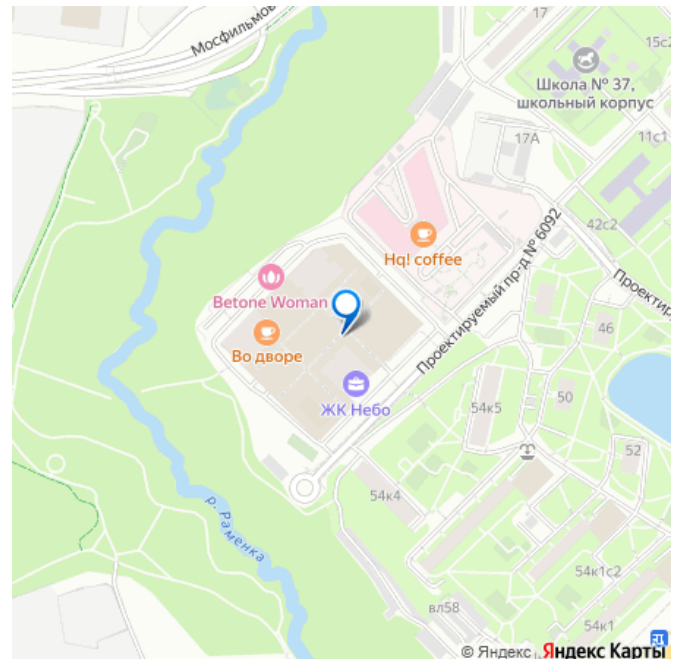 Мосфильмов
17
15с2
Школа № 37,
школьный корпус
17А
11с1
42с2
Hq! coffee
Проектируемый пр-д № 6092
Проектир
Betone Woman
Во дворе
ЖК Небо
46
50
54к5
52
54к4
р. Раменка
54к1с2
вл58
54к1
© Яндекс Яндекс Карты